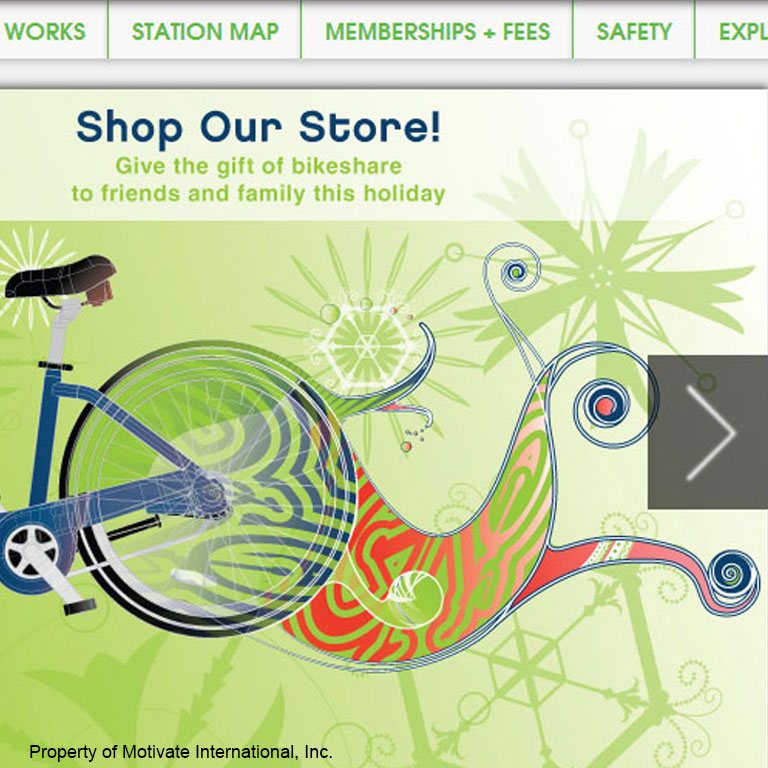 WORKS STATION MAP MEMBERSHIPS + FEES SAFETY EXPL
Shop Our Store!
Give the gift of bikeshare
to friends and family this holiday
Property of Motivate International, Inc.